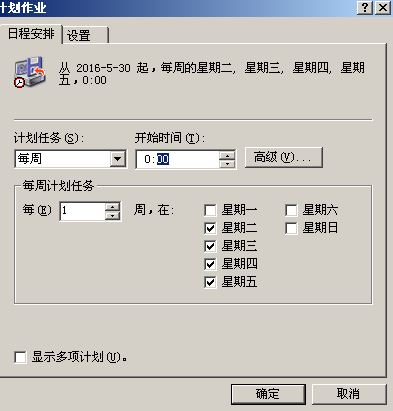 计划作业
日程安排 设置
从 2016-5-30 起，每周的星期二, 星期三, 星期四, 星期
五，0:00
计划任务(S):
开始时间(T):
每周
0:00
高级(V)...
每周计划任务
每(E) 1 周，在:
星期一 星期六
星期二 星期日
星期三
星期四
星期五
显示多项计划(U)。
确定 取消